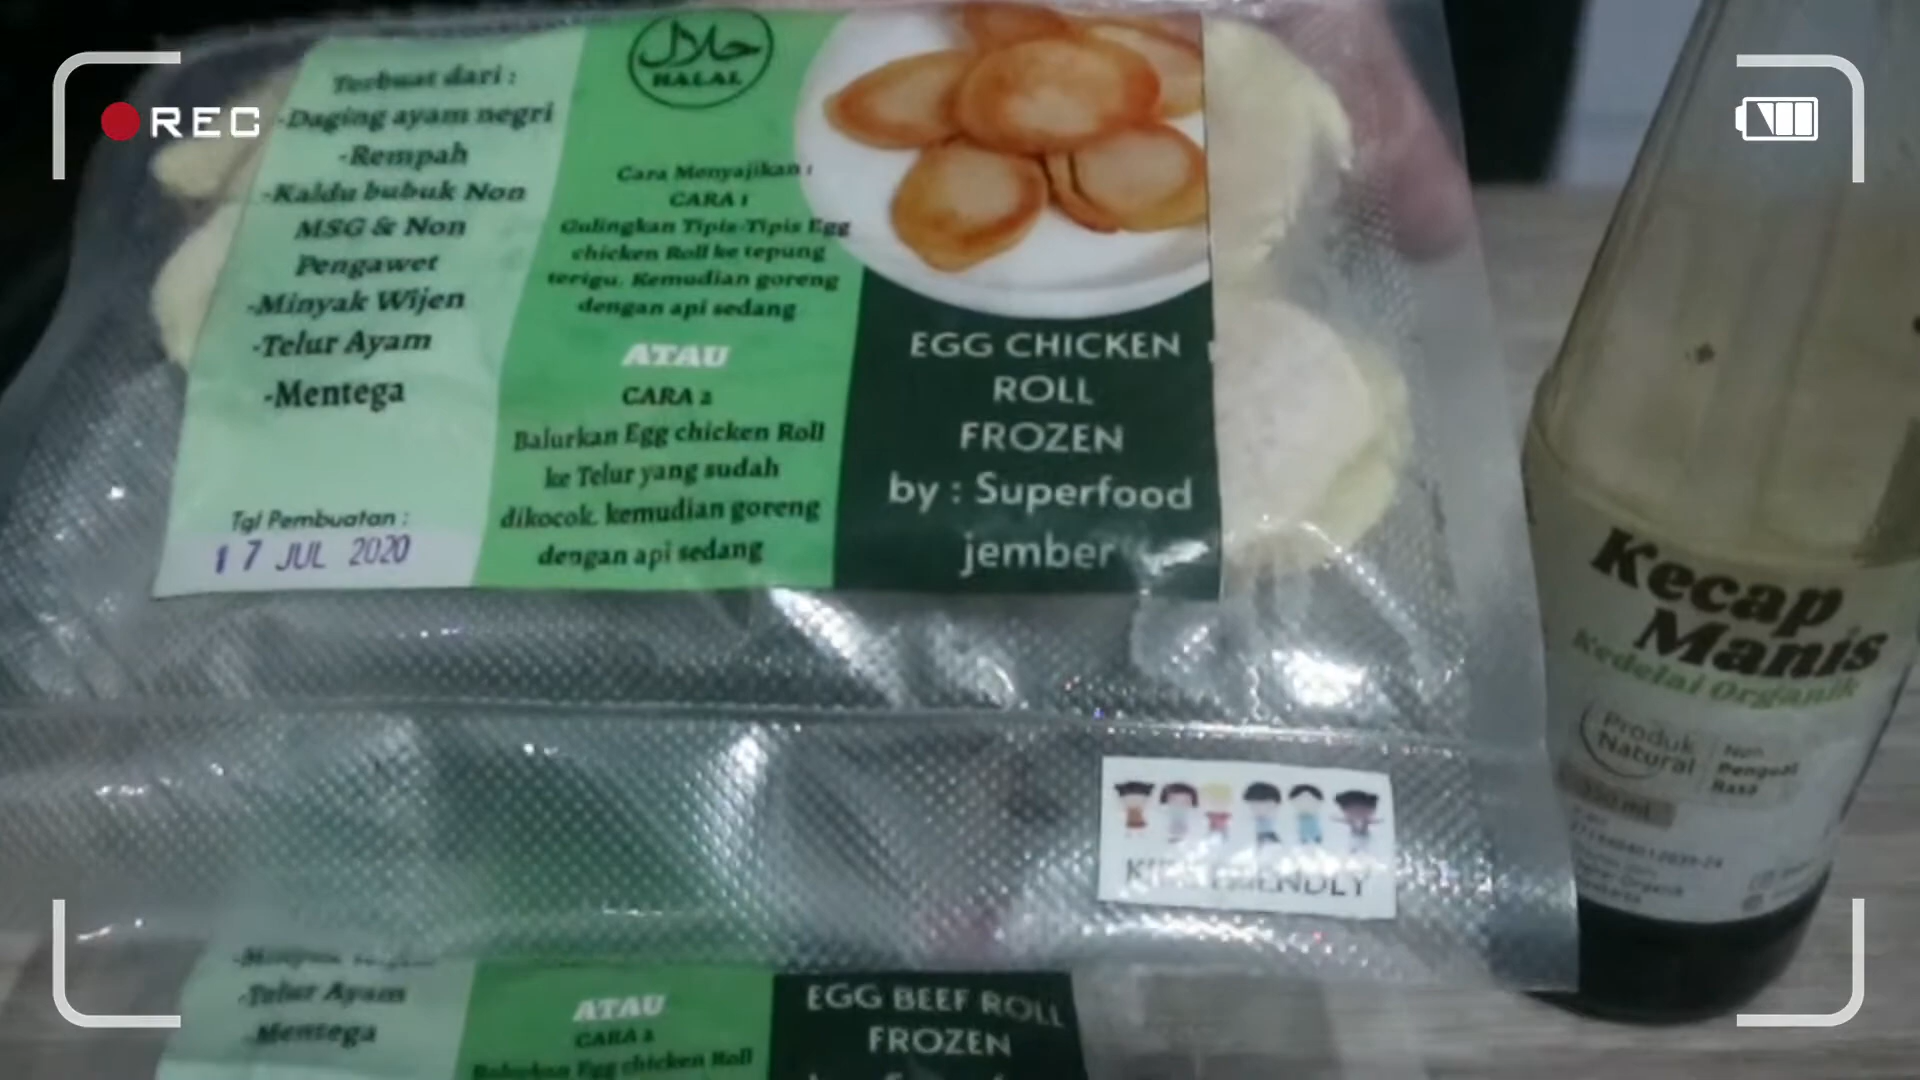 REC
Terbuat dari :
-Daging ayam negri
-Rempah
-Kaldu bubuk Non
MSG & Non
Pengawet
-Minyak Wijen
-Telur Ayam
-Mentega
Tgl Pembuatan :
17 JUL 2020
حلال
HALAL
Cara Menyajikan :
CARA 1
Gulingkan Tipis-Tipis Egg
chicken Roll ke tepung
terigu. Kemudian goreng
dengan api sedang
ATAU
CARA 2
Balurkan Egg chicken Roll
ke Telur yang sudah
dikocok. kemudian goreng
dengan api sedang
EGG CHICKEN
ROLL
FROZEN
by : Superfood
jember
Kecap
Manis
Kedelai Organik
Produk
Natural
Non
Penguat
Rasa
FRIENDLY
-Telur Ayam
-Mentega
ATAU
CARA 2
Balurkan Egg chicken Roll
EGG BEEF ROLL
FROZEN